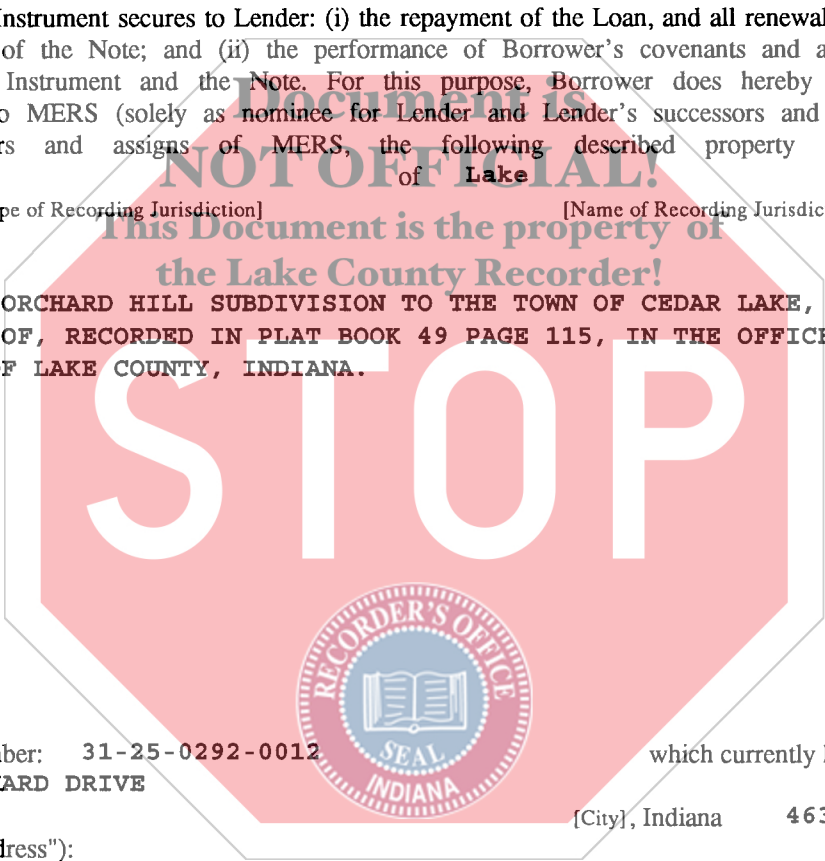 Instrument secures to Lender: (i) the repayment of the Loan, and all renewal
of the Note; and (ii) the performance of Borrower's covenants and a
Instrument and the Note. For this purpose, Borrower does hereby
o MERS (solely as nominee for Lender and Lender's successors and
rs and assigns of MERS, the following described property
Document is
NOT OFFICIAL!
of Lake
pe of Recording Jurisdiction] [Name of Recording Jurisdic
This Document is the property of
the Lake County Recorder!
ORCHARD HILL SUBDIVISION TO THE TOWN OF CEDAR LAKE,
OF, RECORDED IN PLAT BOOK 49 PAGE 115, IN THE OFFICE
F LAKE COUNTY, INDIANA.
STOP
RECORDER'S OFFICE
SEAL
INDIANA
ber: 31-25-0292-0012 which currently
ARD DRIVE
[City], Indiana 463
dress"):